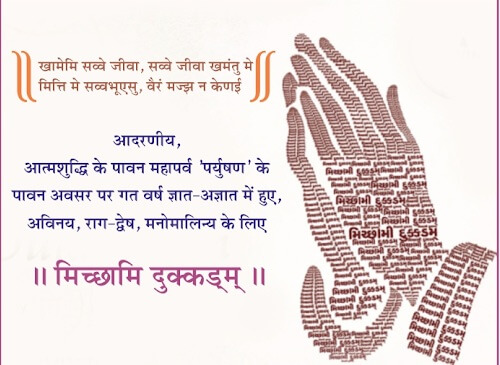 खामेमि सव्वे जीवा, सव्वे जीवा खमंतु मे
मित्ति मे सव्वभूएसु, वैरं मज्झ न केणई
आदरणीय,
आत्मशुद्धि के पावन महापर्व 'पर्युषण' के
पावन अवसर पर गत वर्ष ज्ञात-अज्ञात में हुए,
अविनय, राग-द्वेष, मनोमालिन्य के लिए
॥ मिच्छामि दुक्कड़म् ॥
मिच्छामी दुक्कडम्